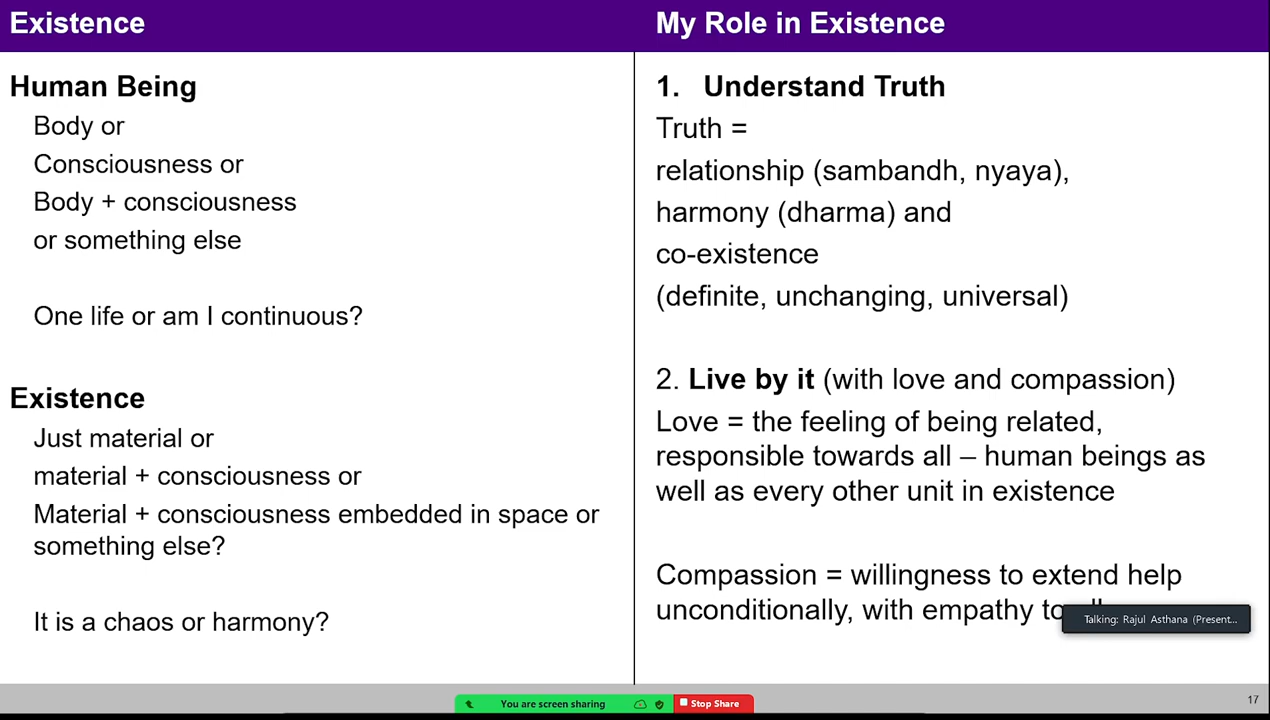 Existence
Human Being
Body or
Consciousness or
Body + consciousness
or something else
One life or am I continuous?
Existence
Just material or
material + consciousness or
Material + consciousness embedded in space or
something else?
It is a chaos or harmony?
My Role in Existence
1. Understand Truth
Truth =
relationship (sambandh, nyaya),
harmony (dharma) and
co-existence
(definite, unchanging, universal)
2. Live by it (with love and compassion)
Love = the feeling of being related,
responsible towards all – human beings as
well as every other unit in existence
Compassion = willingness to extend help
unconditionally, with empathy to
Talking: Rajul Asthana (Present...
17
You are screen sharing
Stop Share